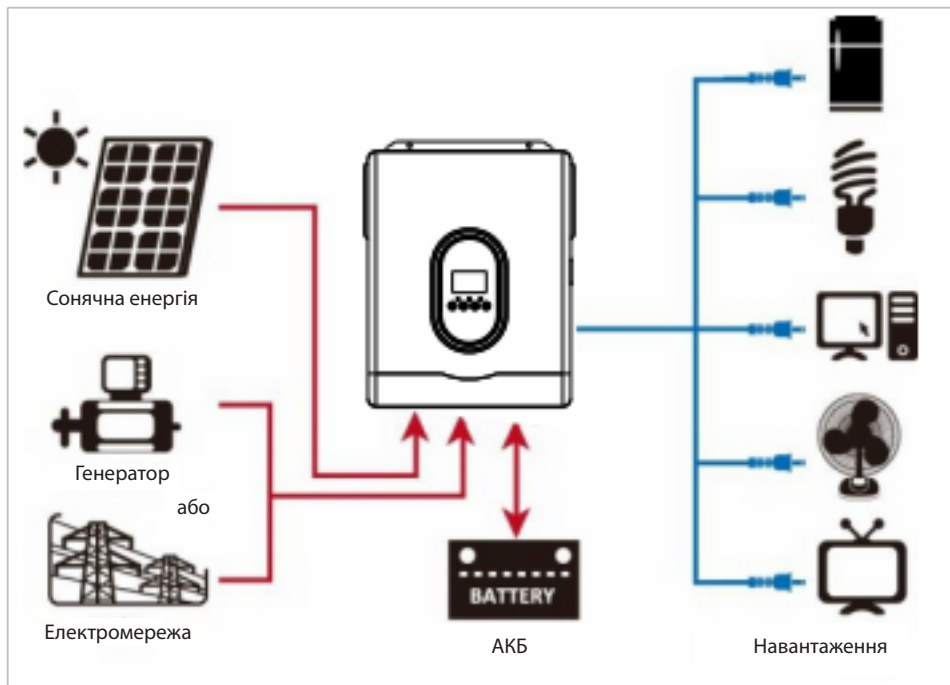 Сонячна енергія
Генератор
або
Електромережа
BATTERY
АКБ
Навантаження